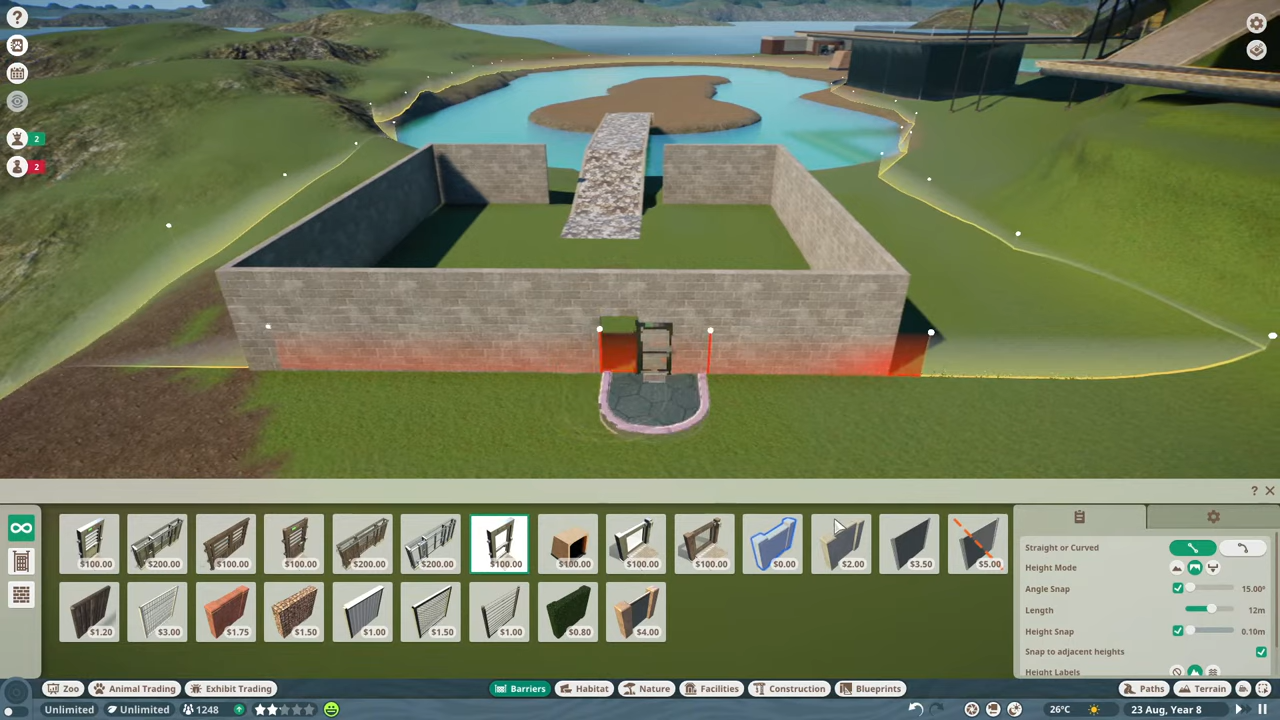 ?
2
2
? ×
$100.00 $200.00 $100.00 $100.00 $200.00 $200.00 $100.00 $100.00 $100.00 $100.00 $0.00 $2.00 $3.50 $5.00
$1.20 $3.00 $1.75 $1.50 $1.00 $1.50 $1.00 $0.80 $4.00
Straight or Curved
Height Mode
Angle Snap 15.00°
Length 12m
Height Snap 0.10m
Snap to adjacent heights
Height Labels
Zoo Animal Trading Exhibit Trading Barriers Habitat Nature Facilities Construction Blueprints Paths Terrain
Unlimited Unlimited 1248 26°C 23 Aug, Year 8